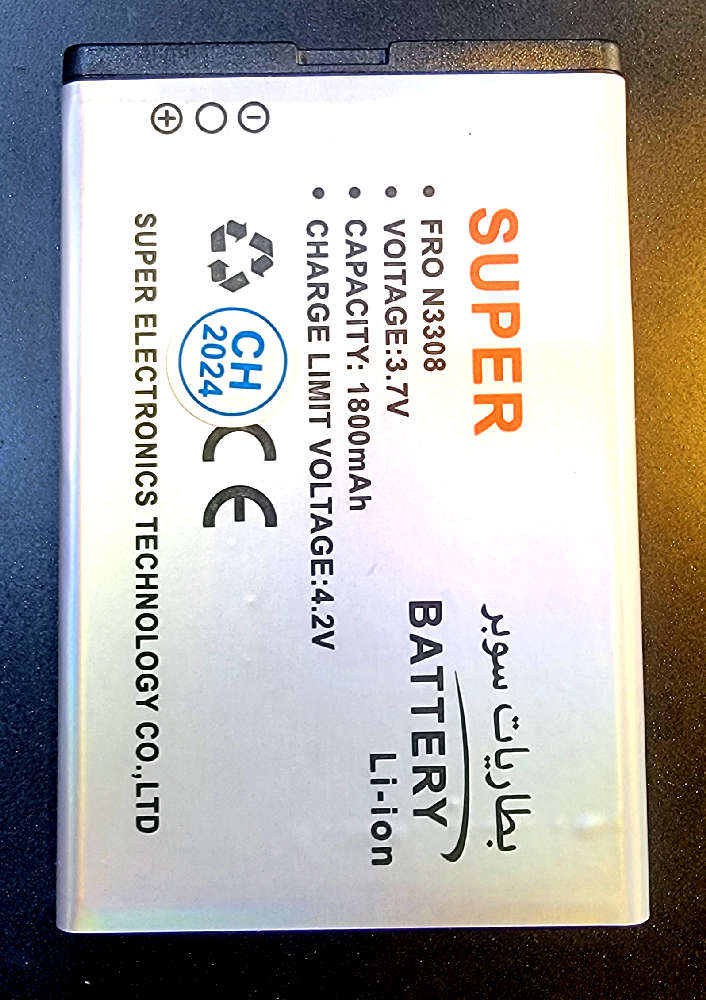 SUPER
بطاريات سوبر
FRO N3308
VOITAGE:3.7V
CAPACITY: 1800mAh
CHARGE LIMIT VOLTAGE:4.2V
BATTERY
Li-ion
CH
2024
CE
SUPER ELECTRONICS TECHNOLOGY CO.,LTD